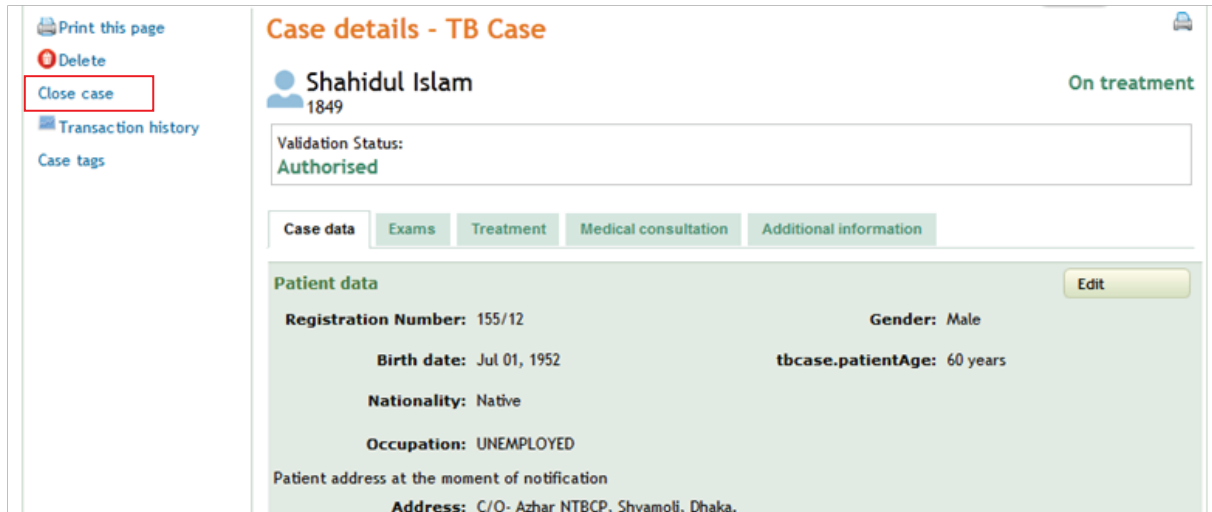 Print this page
Delete
Close case
Transaction history
Case tags
Case details - TB Case
Shahidul Islam
On treatment
1849
Validation Status:
Authorised
Case data Exams Treatment Medical consultation Additional information
Patient data Edit
Registration Number: 155/12 Gender: Male
Birth date: Jul 01, 1952 tbcase.patientAge: 60 years
Nationality: Native
Occupation: UNEMPLOYED
Patient address at the moment of notification
Address: C/O- Azhar NTBCP, Shyamoli, Dhaka.